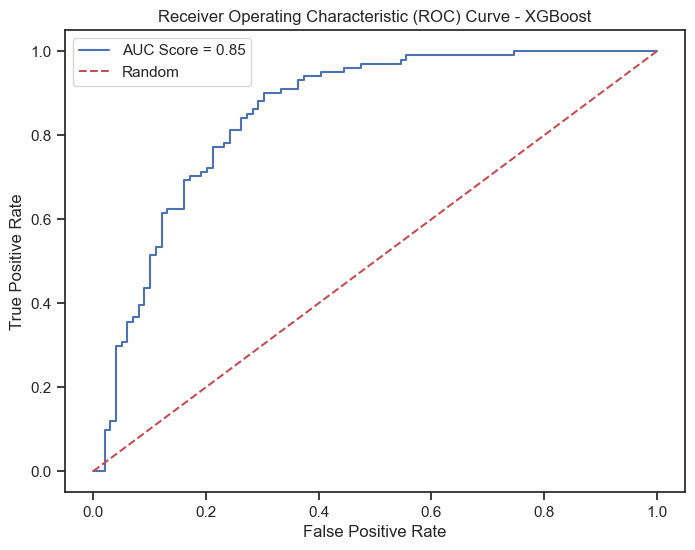 Receiver Operating Characteristic (ROC) Curve - XGBoost
AUC Score = 0.85
Random
True Positive Rate
1.0
0.8
0.6
0.4
0.2
0.0
0.0 0.2 0.4 0.6 0.8 1.0
False Positive Rate